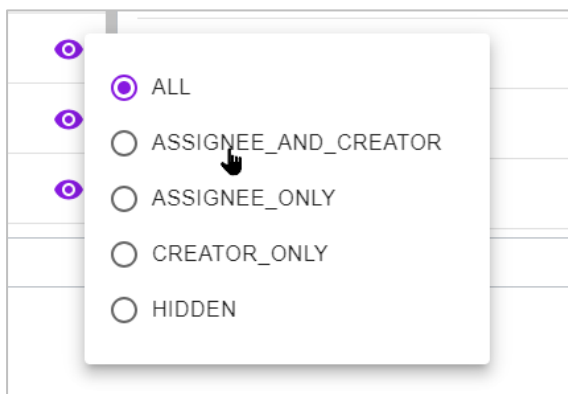 ALL
ASSIGNEE_AND_CREATOR
ASSIGNEE_ONLY
CREATOR_ONLY
HIDDEN